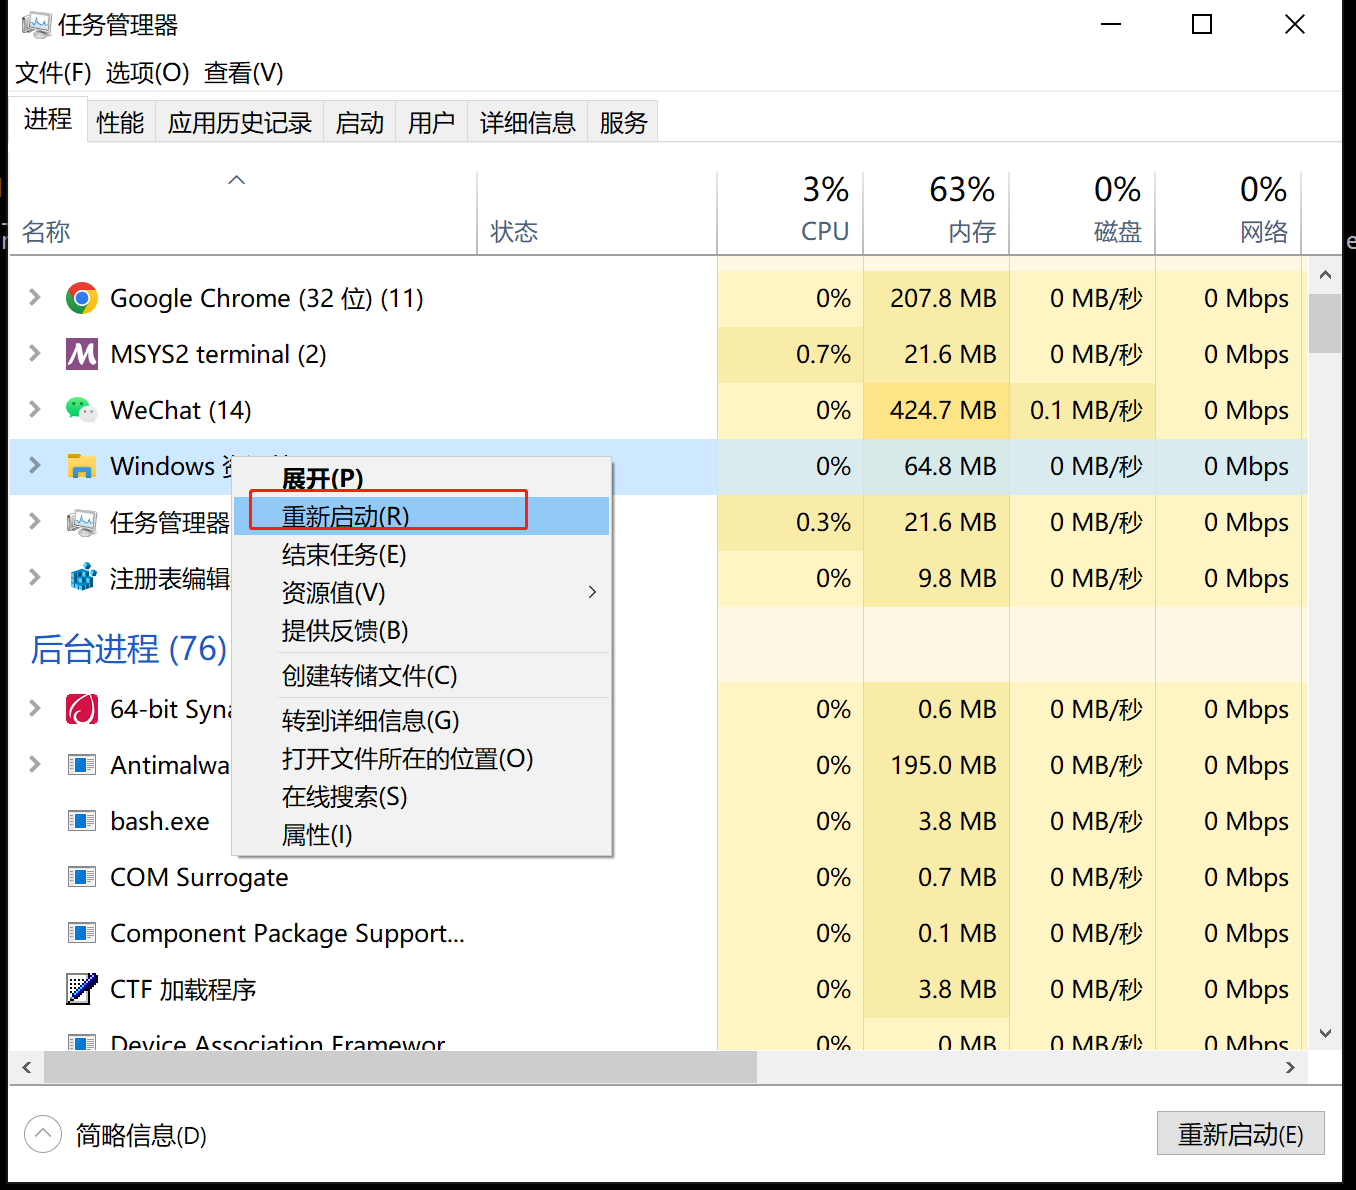 任务管理器
文件(F) 选项(O) 查看(V)
进程 性能 应用历史记录 启动 用户 详细信息 服务
3% 63% 0% 0%
名称 状态 CPU 内存 磁盘 网络
Google Chrome (32 位) (11) 0% 207.8 MB 0 MB/秒 0 Mbps
MSYS2 terminal (2) 0.7% 21.6 MB 0 MB/秒 0 Mbps
WeChat (14) 0% 424.7 MB 0.1 MB/秒 0 Mbps
Windows 0% 64.8 MB 0 MB/秒 0 Mbps
任务管理器 0.3% 21.6 MB 0 MB/秒 0 Mbps
注册表编辑 0% 9.8 MB 0 MB/秒 0 Mbps
展开(P)
重新启动(R)
结束任务(E)
资源值(V)
提供反馈(B)
创建转储文件(C)
转到详细信息(G)
打开文件所在的位置(O)
在线搜索(S)
属性(I)
后台进程 (76)
64-bit Syna 0% 0.6 MB 0 MB/秒 0 Mbps
Antimalwa 0% 195.0 MB 0 MB/秒 0 Mbps
bash.exe 0% 3.8 MB 0 MB/秒 0 Mbps
COM Surrogate 0% 0.7 MB 0 MB/秒 0 Mbps
Component Package Support... 0% 0.1 MB 0 MB/秒 0 Mbps
CTF 加载程序 0% 3.8 MB 0 MB/秒 0 Mbps
Device Association Framewor 0% 0 MB 0 MB/秒 0 Mbps
简略信息(D) 重新启动(E)